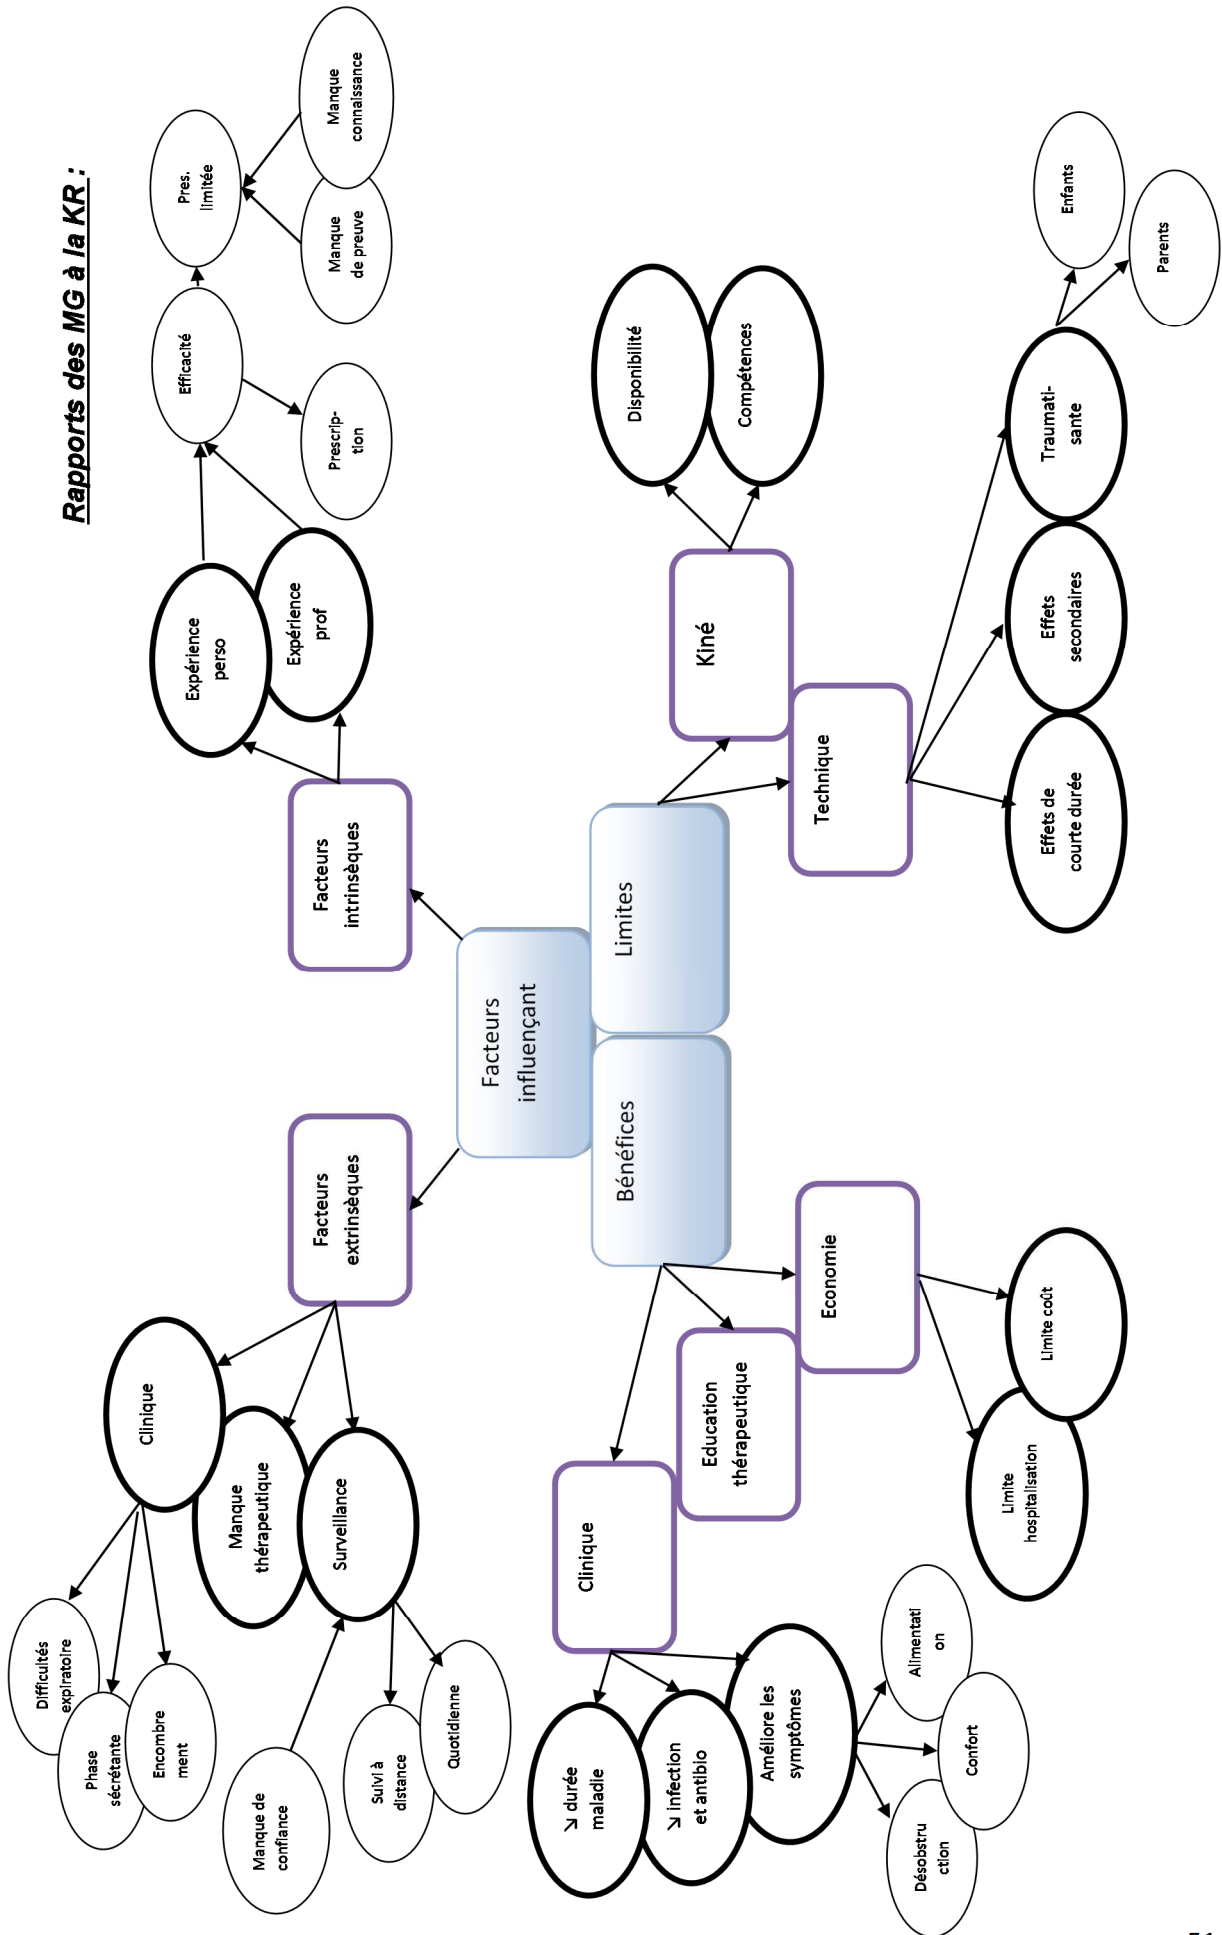 Rapports des MG à la KR :
Difficultés
expiratoire
Phase
sécrétante
Encombre
ment
Clinique
Manque
thérapeutique
Surveillance
Manque de
confiance
Suivi à
distance
Quotidienne
Facteurs
extrinsèques
Facteurs
intrinsèques
Expérience
perso
Expérience
prof
Efficacité
Prescrip-
tion
Pres.
limitée
Manque
de preuve
Manque
connaissance
Facteurs
influençant
Bénéfices
Limites
Clinique
Education
thérapeutique
Economie
↘ durée
maladie
↘ infection
et antibio
Améliore les
symptômes
Désobstru
ction
Confort
Alimentati
on
Limite
hospitalisation
Limite coût
Kiné
Technique
Disponibilité
Compétences
Effets de
courte durée
Effets
secondaires
Traumati-
sante
Enfants
Parents